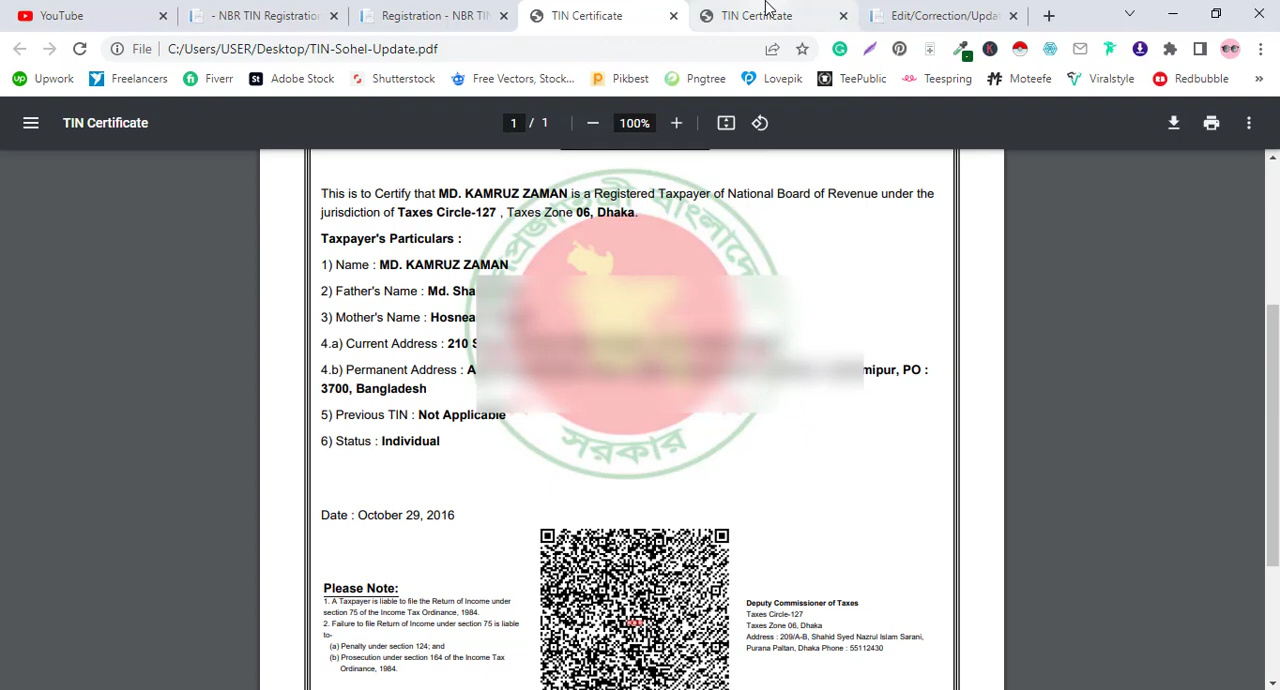 YouTube
- NBR TIN Registration
Registration - NBR TIN
TIN Certificate
TIN Certificate
Edit/Correction/Upda
File
C:/Users/USER/Desktop/TIN-Sohel-Update.pdf
Upwork
Freelancers
Fiverr
Adobe Stock
Shutterstock
Free Vectors, Stock...
Pikbest
Pngtree
Lovepik
TeePublic
Teespring
Moteefe
Viralstyle
Redbubble
»
TIN Certificate
1 / 1
100%
This is to Certify that MD. KAMRUZ ZAMAN is a Registered Taxpayer of National Board of Revenue under the
jurisdiction of Taxes Circle-127 , Taxes Zone 06, Dhaka.
Taxpayer's Particulars :
1) Name : MD. KAMRUZ ZAMAN
2) Father's Name : Md. Sha
3) Mother's Name : Hosnea
4.a) Current Address : 210 S
4.b) Permanent Address : A
mipur, PO :
3700, Bangladesh
5) Previous TIN : Not Applicable
6) Status : Individual
সরকার
Date : October 29, 2016
Please Note:
1. A Taxpayer is liable to file the Return of Income under
section 75 of the Income Tax Ordinance, 1984.
2. Failure to file Return of Income under section 75 is liable
to-
(a) Penalty under section 124; and
(b) Prosecution under section 164 of the Income Tax
Ordinance, 1984.
Deputy Commissioner of Taxes
Taxes Circle-127
Taxes Zone 06, Dhaka
Address : 209/A-B, Shahid Syed Nazrul Islam Sarani,
Purana Paltan, Dhaka Phone : 55112430